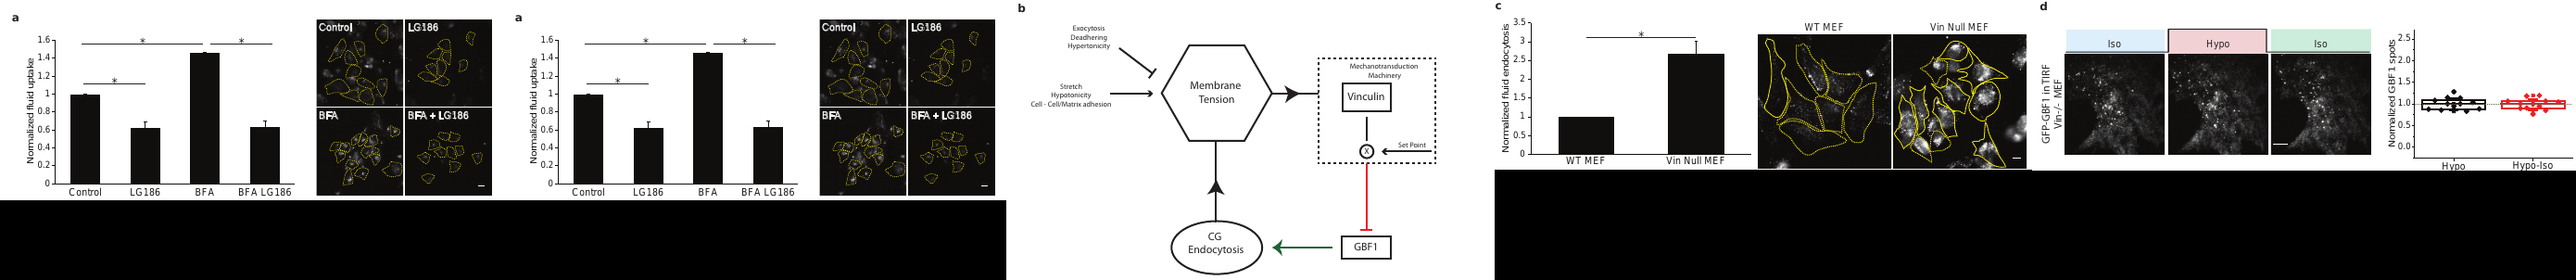 a
Normalized fluid uptake
1.6
1.4
1.2
1
0.8
0.6
0.4
0.2
0
*
*
*
Control
LG186
BFA
BFA LG186
Control
LG186
BFA
BFA + LG186
a
Normalized fluid uptake
1.6
1.4
1.2
1
0.8
0.6
0.4
0.2
0
*
*
*
Control
LG186
BFA
BFA LG186
Control
LG186
BFA
BFA + LG186
b
Exocytosis
Deadhering
Hypertonicity
Stretch
Hypotonicity
Cell - Cell/Matrix adhesion
Membrane
Tension
Mechanotransduction
Machinery
Vinculin
X
Set Point
GBF1
CG
Endocytosis
c
Normalized fluid endocytosis
3.5
3
2.5
2
1.5
1
0.5
0
*
WT MEF
Vin Null MEF
WT MEF
Vin Null MEF
d
Iso
Hypo
Iso
GFP-GBF1 in TIRF
Vin-/- MEF
Normalized GBF1 spots
2.5
2.0
1.5
1.0
0.5
0.0
Hypo
Hypo-Iso